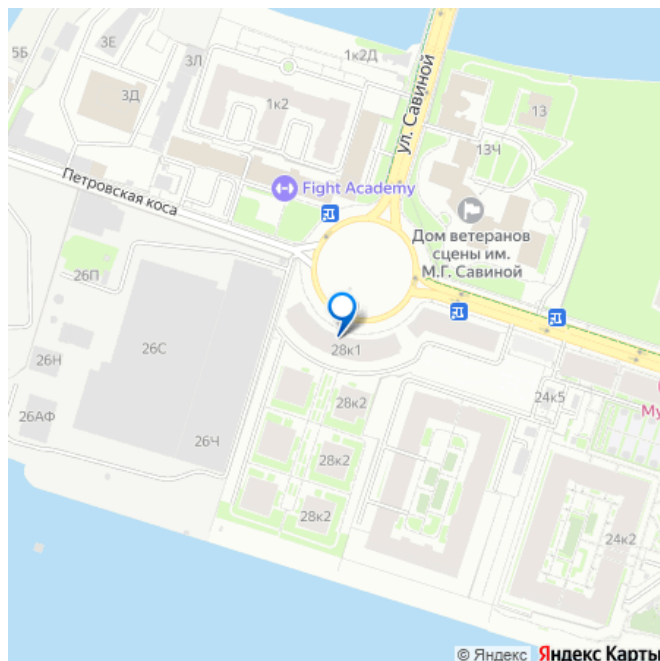 5Б
3Е
3Л
1к2Д
3Д
1к2
ул. Савиной
13
13Ч
Петровская коса
Fight Academy
Дом ветеранов
сцены им.
М.Г. Савиной
26П
26С
28к1
26Н
24к5
26АФ
28к2
26Ч
28к2
28к2
24к2
© Яндекс Яндекс Карты